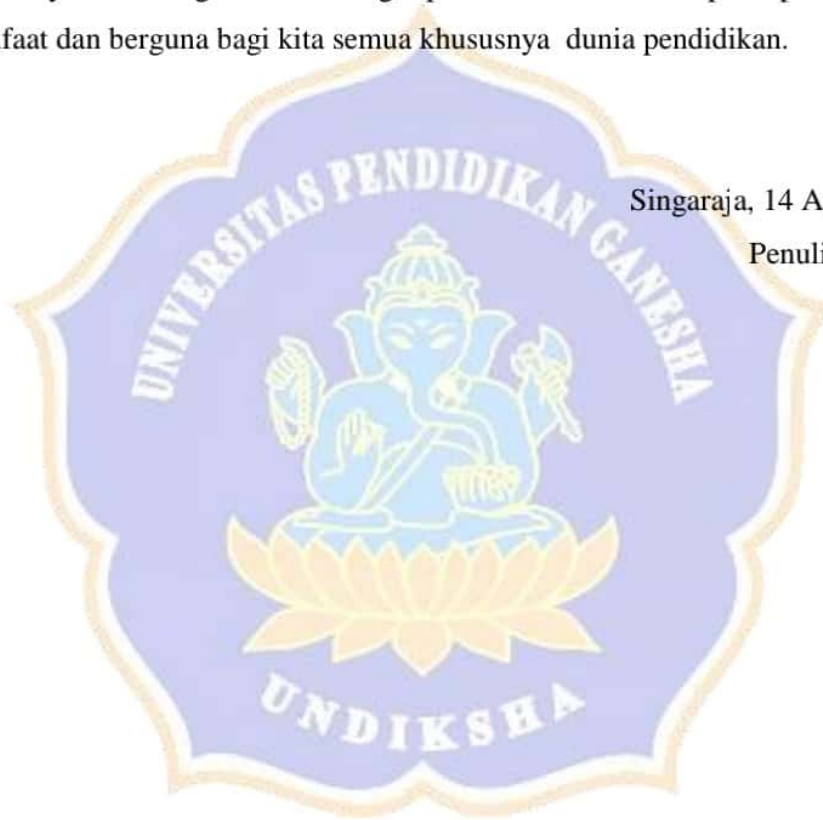 faat dan berguna bagi kita semua khususnya dunia pendidikan.
Singaraja, 14 A
Penuli
UNIVERSITAS PENDIDIKAN GANESHA
UNDIKSHA